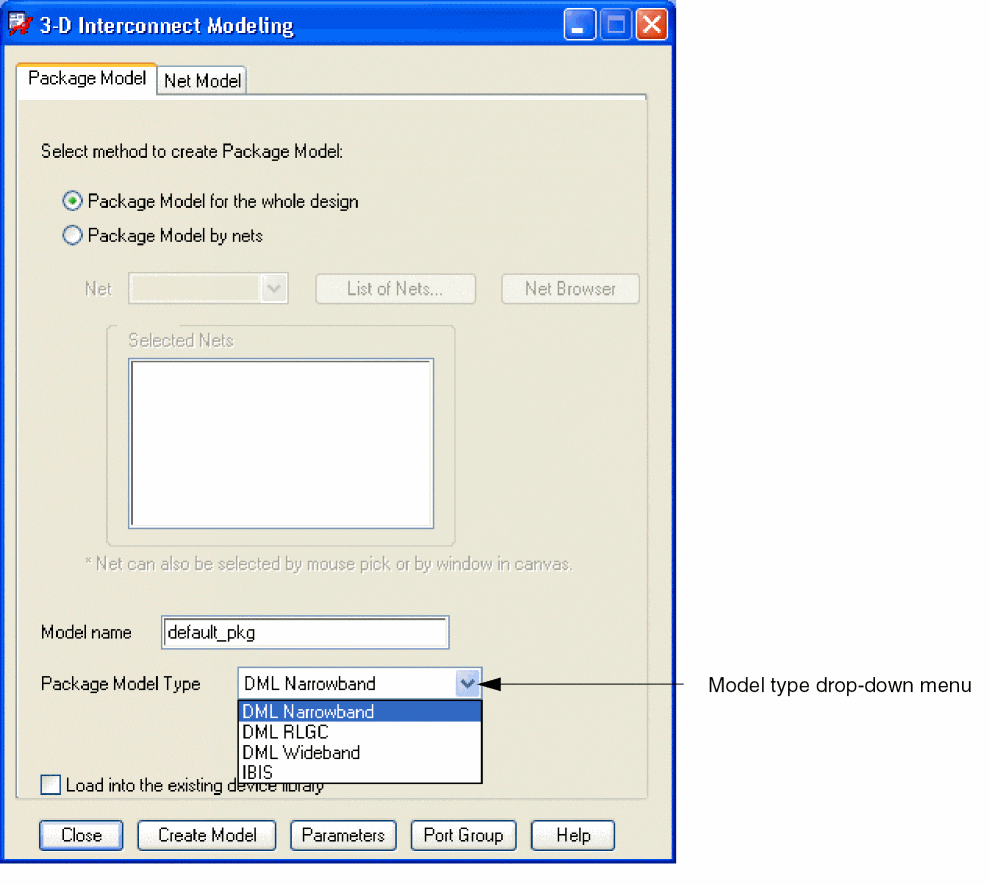 3-D Interconnect Modeling
Package Model
Net Model
Select method to create Package Model:
Package Model for the whole design
Package Model by nets
Net
List of Nets...
Net Browser
Selected Nets
* Net can also be selected by mouse pick or by window in canvas.
Model name
default_pkg
Package Model Type
DML Narrowband
Model type drop-down menu
DML Narrowband
DML RLGC
DML Wideband
IBIS
Load into the existing device library
Close
Create Model
Parameters
Port Group
Help